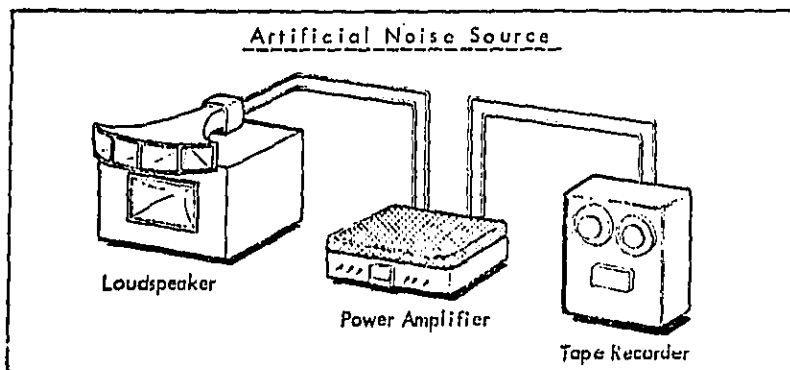 Artificial Noise Source
Loudspeaker
Power Amplifier
Tape Recorder